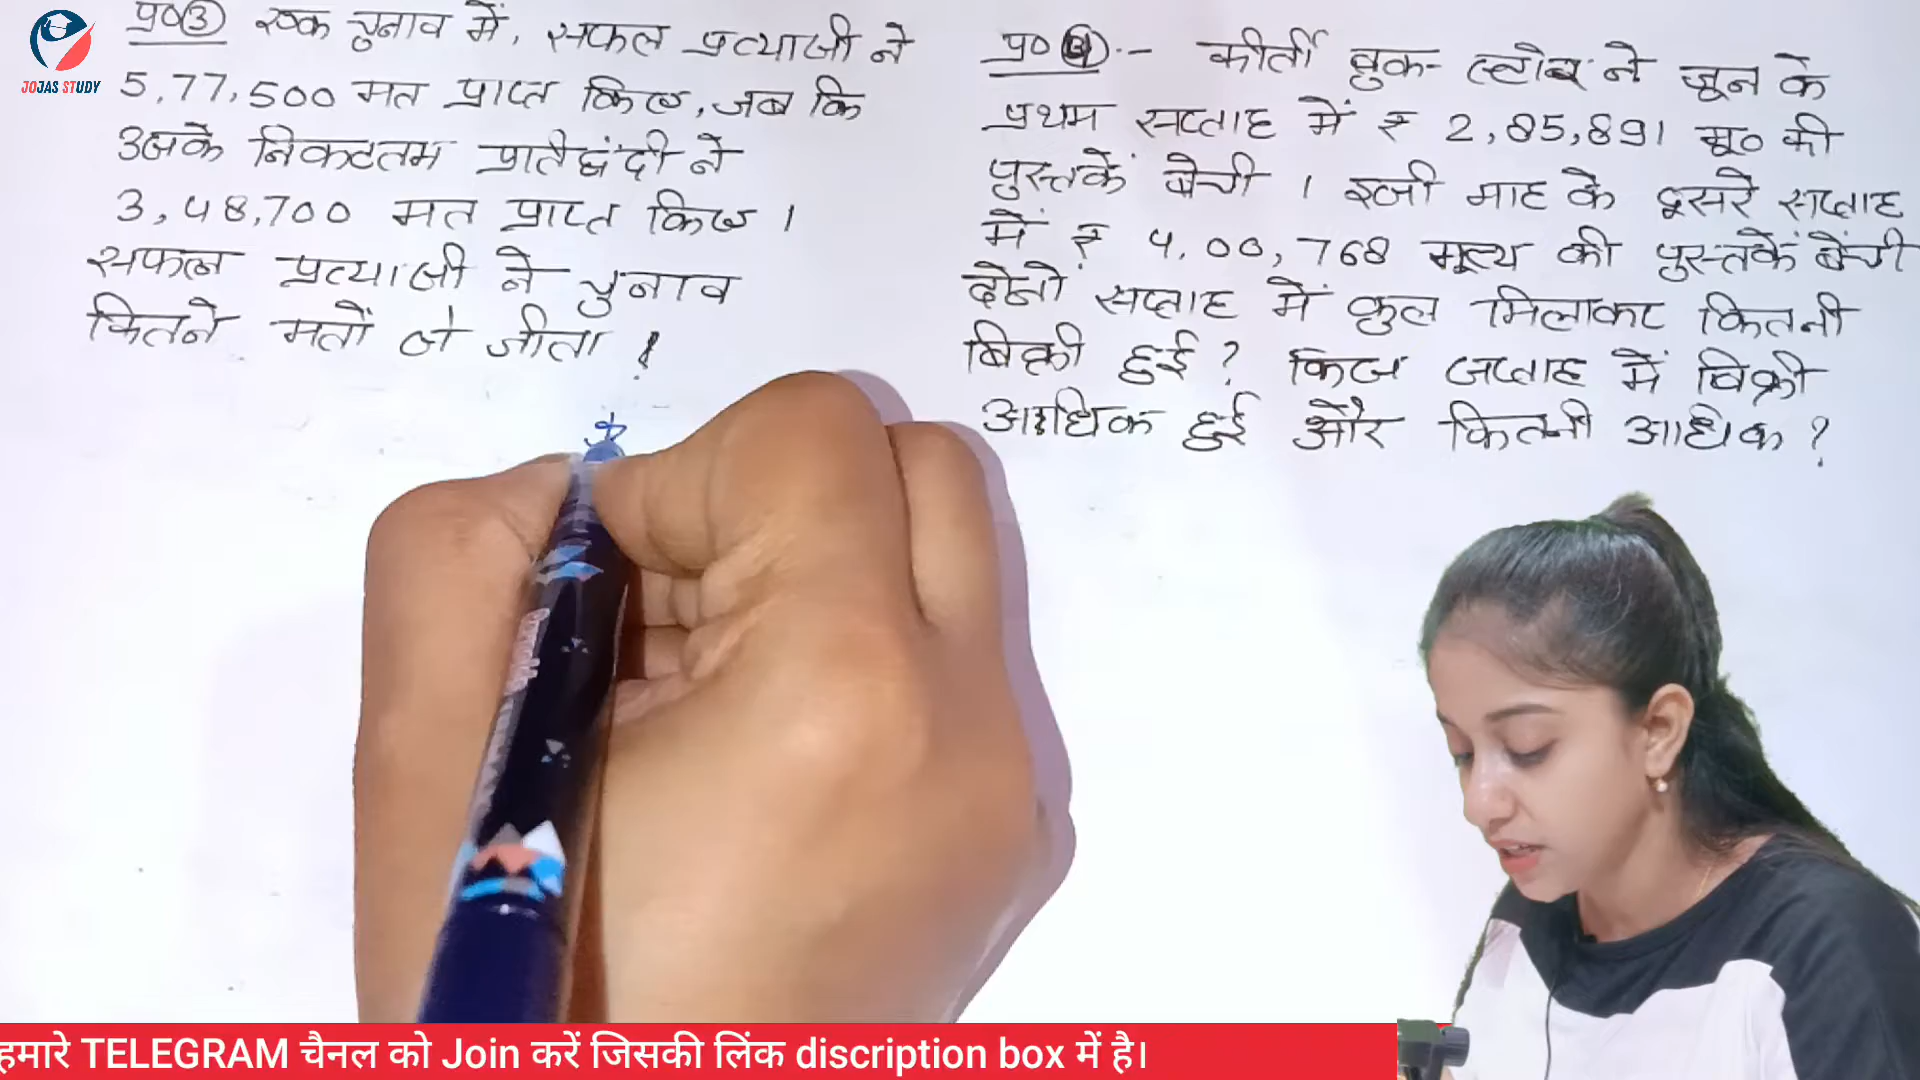 JOJAS STUDY
प्र०③ एक चुनाव में, सफल प्रत्याशी ने
5,77,500 मत प्राप्त किए, जब कि
उसके निकटतम प्रतिद्वंदी ने
3,48,700 मत प्राप्त किए ।
सफल प्रत्याशी ने चुनाव
कितने मतों से जीता ?
प्र० ④ :- कीर्ती बुक- स्टोर ने जून के
प्रथम सप्ताह में ₹ 2,85,891 मू० की
पुस्तकें बेची । इसी माह के दूसरे सप्ताह
में ₹ 4,00,768 मूल्य की पुस्तकें बेंची
दोनो सप्ताह में कुल मिलाकर कितनी
बिक्री हुई ? किस सप्ताह में बिक्री
अधिक हुई और कितनी अधिक ?
हमारे TELEGRAM चैनल को Join करें जिसकी लिंक discription box में है।